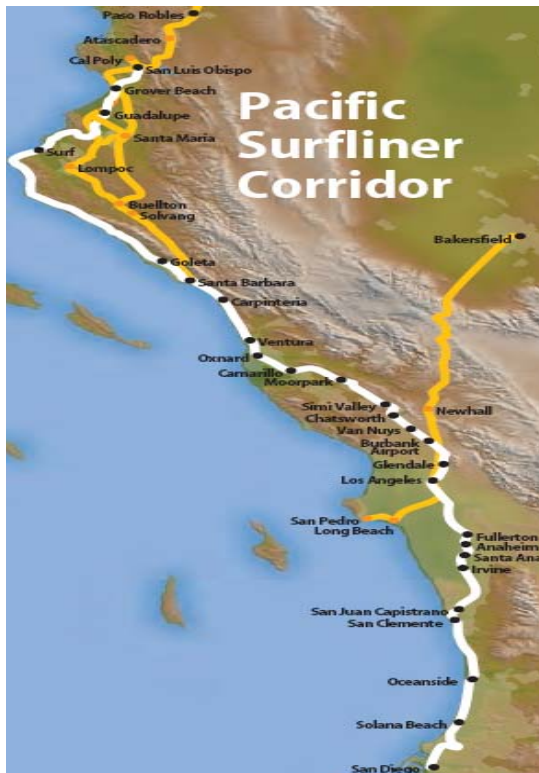 Paso Robles
Atascadero
Cal Poly
San Luis Obispo
Grover Beach
Pacific
Surfliner
Corridor
Guadalupe
Santa Maria
Surf
Lompoc
Buellton
Solvang
Bakersfield
Goleta
Santa Barbara
Carpinteria
Ventura
Oxnard
Camarillo
Moorpark
Simi Valley
Chatsworth
Newhall
Van Nuys
Burbank
Airport
Glendale
Los Angeles
San Pedro
Long Beach
Fullerton
Anaheim
Santa Ana
Irvine
San Juan Capistrano
San Clemente
Oceanside
Solana Beach
San Diego